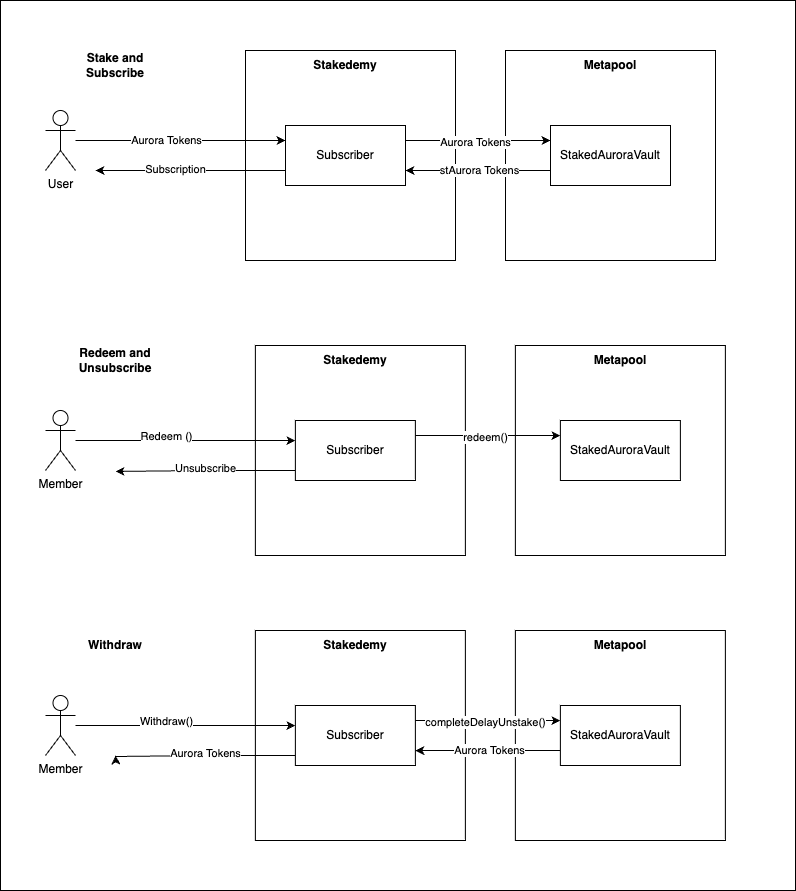 Stake and
Subscribe
Stakedemy
Metapool
Aurora Tokens
Subscriber
Aurora Tokens
StakedAuroraVault
Subscription
stAurora Tokens
User
Redeem and
Unsubscribe
Stakedemy
Metapool
Redeem ()
Subscriber
redeem()
StakedAuroraVault
Unsubscribe
Member
Withdraw
Stakedemy
Metapool
Withdraw()
Subscriber
completeDelayUnstake()
StakedAuroraVault
Aurora Tokens
Aurora Tokens
Member